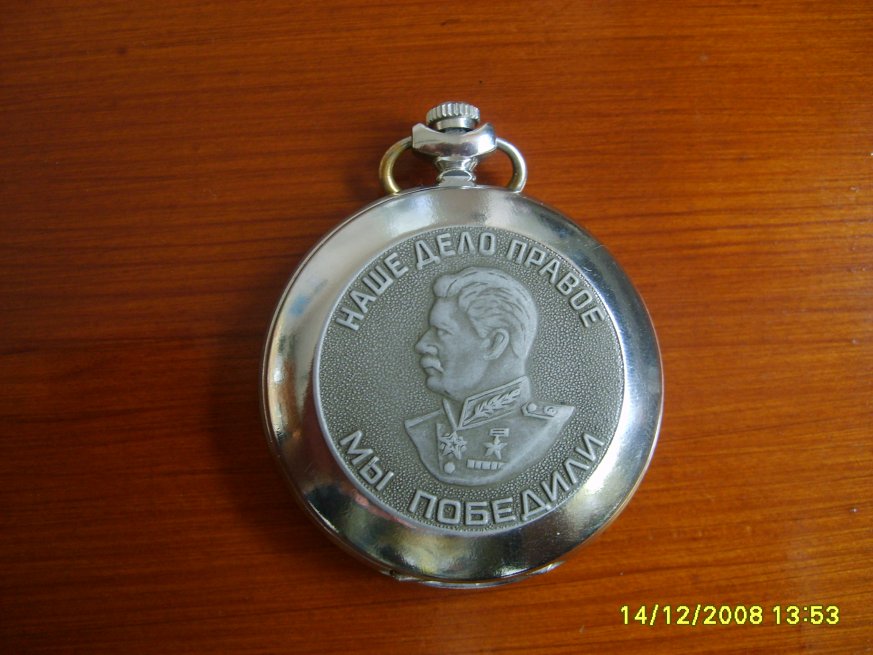 НАШЕ ДЕЛО ПРАВОЕ
МЫ ПОБЕДИЛИ
14/12/2008 13:53